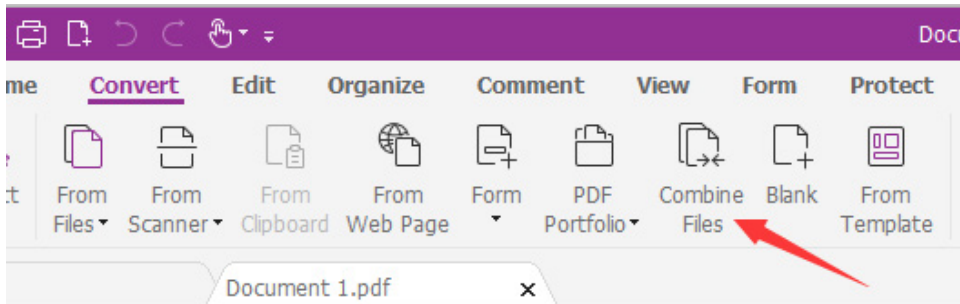 Docu
me Convert Edit Organize Comment View Form Protect
From Files From Scanner From Clipboard From Web Page Form PDF Portfolio Combine Files Blank From Template
Document 1.pdf